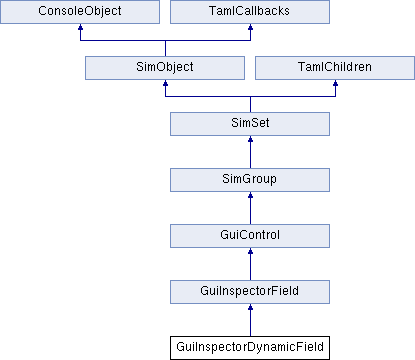 ConsoleObject
TamlCallbacks
SimObject
TamlChildren
SimSet
SimGroup
GuiControl
GuiInspectorField
GuiInspectorDynamicField